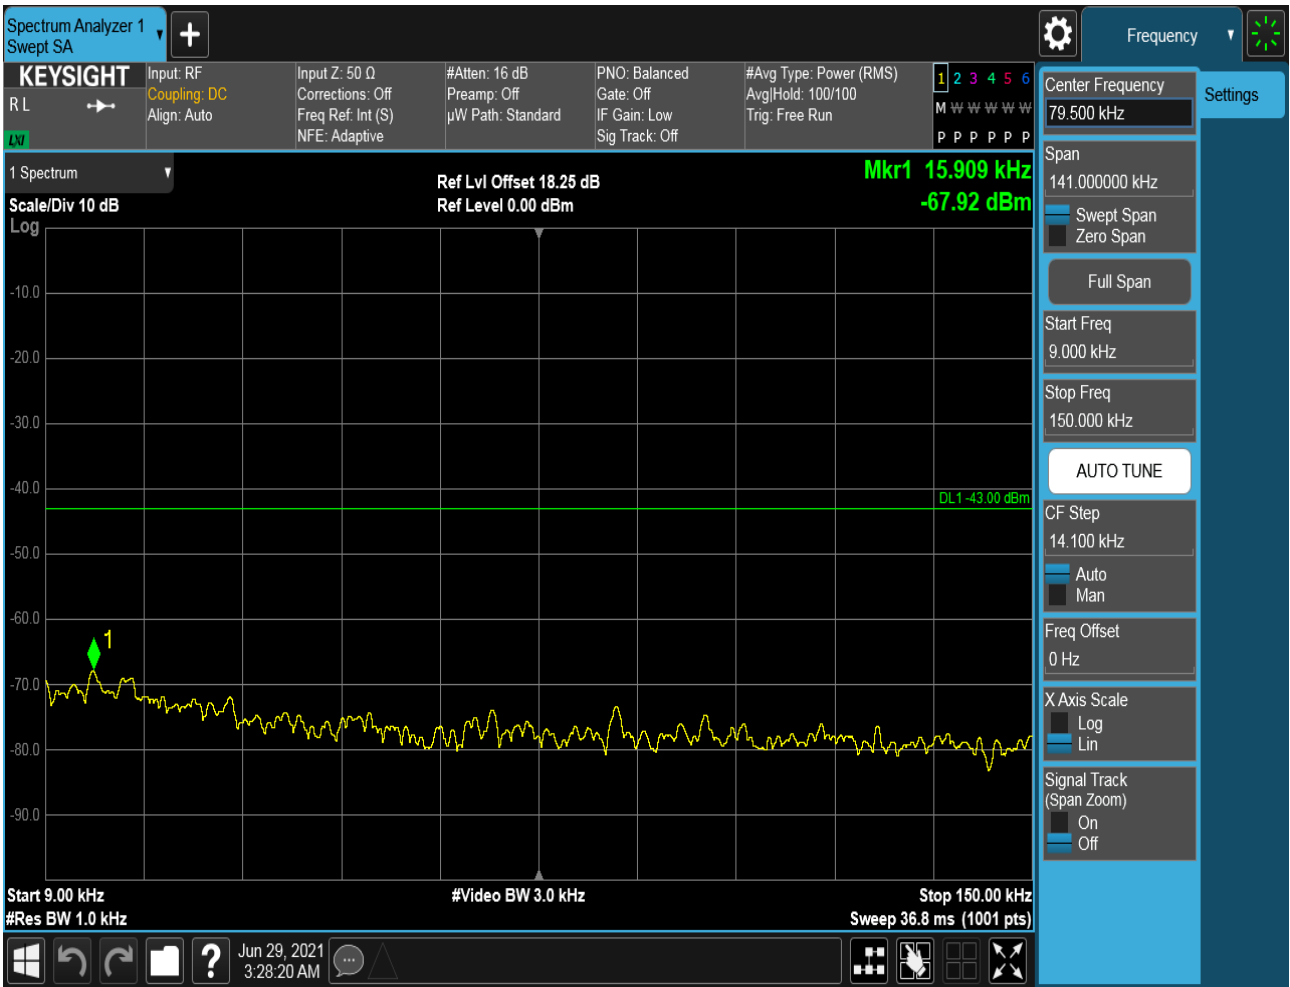 Spectrum Analyzer 1
Swept SA
Frequency
KEYSIGHT
R L
LXI
Input: RF
Coupling: DC
Align: Auto
Input Z: 50 Ω
Corrections: Off
Freq Ref: Int (S)
NFE: Adaptive
#Atten: 16 dB
Preamp: Off
µW Path: Standard
PNO: Balanced
Gate: Off
IF Gain: Low
Sig Track: Off
#Avg Type: Power (RMS)
Avg|Hold: 100/100
Trig: Free Run
1 2 3 4 5 6
M W W W W W
P P P P P P
1 Spectrum
Scale/Div 10 dB
Log
Ref Lvl Offset 18.25 dB
Ref Level 0.00 dBm
Mkr1 15.909 kHz
-67.92 dBm
-10.0
-20.0
-30.0
-40.0
DL1 -43.00 dBm
-50.0
-60.0
1
-70.0
-80.0
-90.0
Start 9.00 kHz
#Res BW 1.0 kHz
#Video BW 3.0 kHz
Stop 150.00 kHz
Sweep 36.8 ms (1001 pts)
Center Frequency
79.500 kHz
Settings
Span
141.000000 kHz
Swept Span
Zero Span
Full Span
Start Freq
9.000 kHz
Stop Freq
150.000 kHz
AUTO TUNE
CF Step
14.100 kHz
Auto
Man
Freq Offset
0 Hz
X Axis Scale
Log
Lin
Signal Track
(Span Zoom)
On
Off
?
Jun 29, 2021
3:28:20 AM